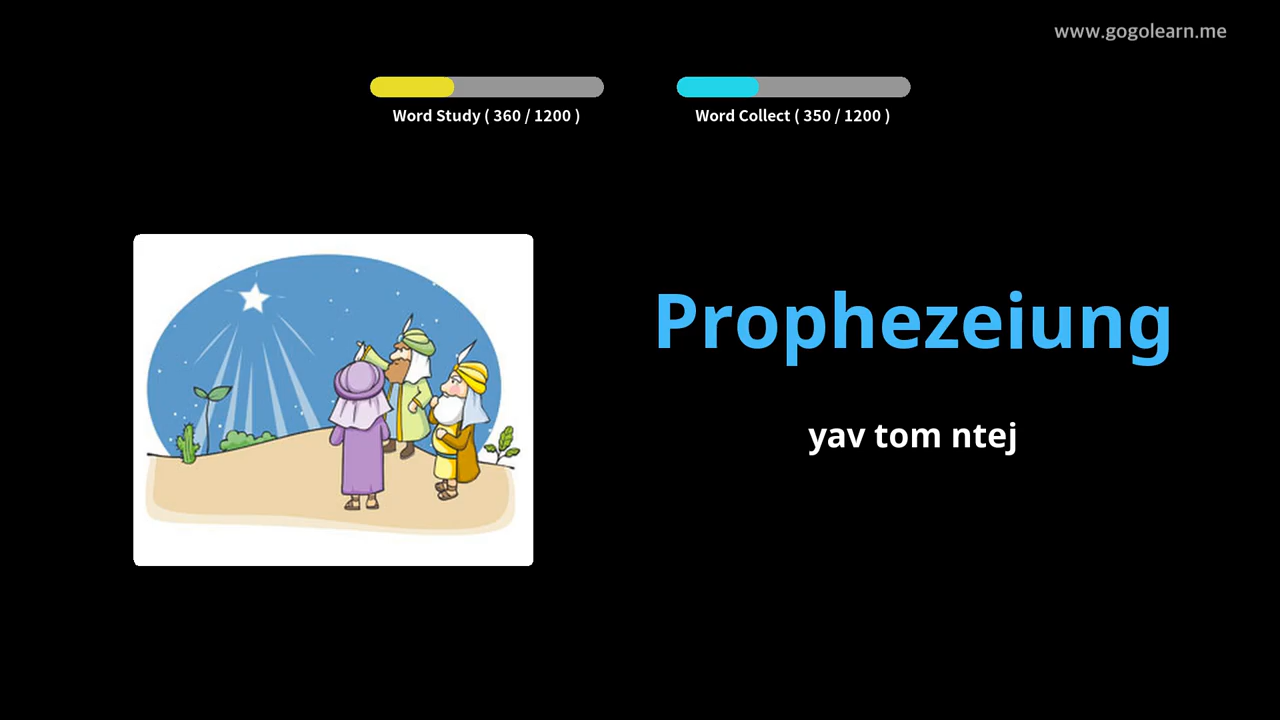 www.gogolearn.me
Word Study ( 360 / 1200 )
Word Collect ( 350 / 1200 )
Prophezeiung
yav tom ntej